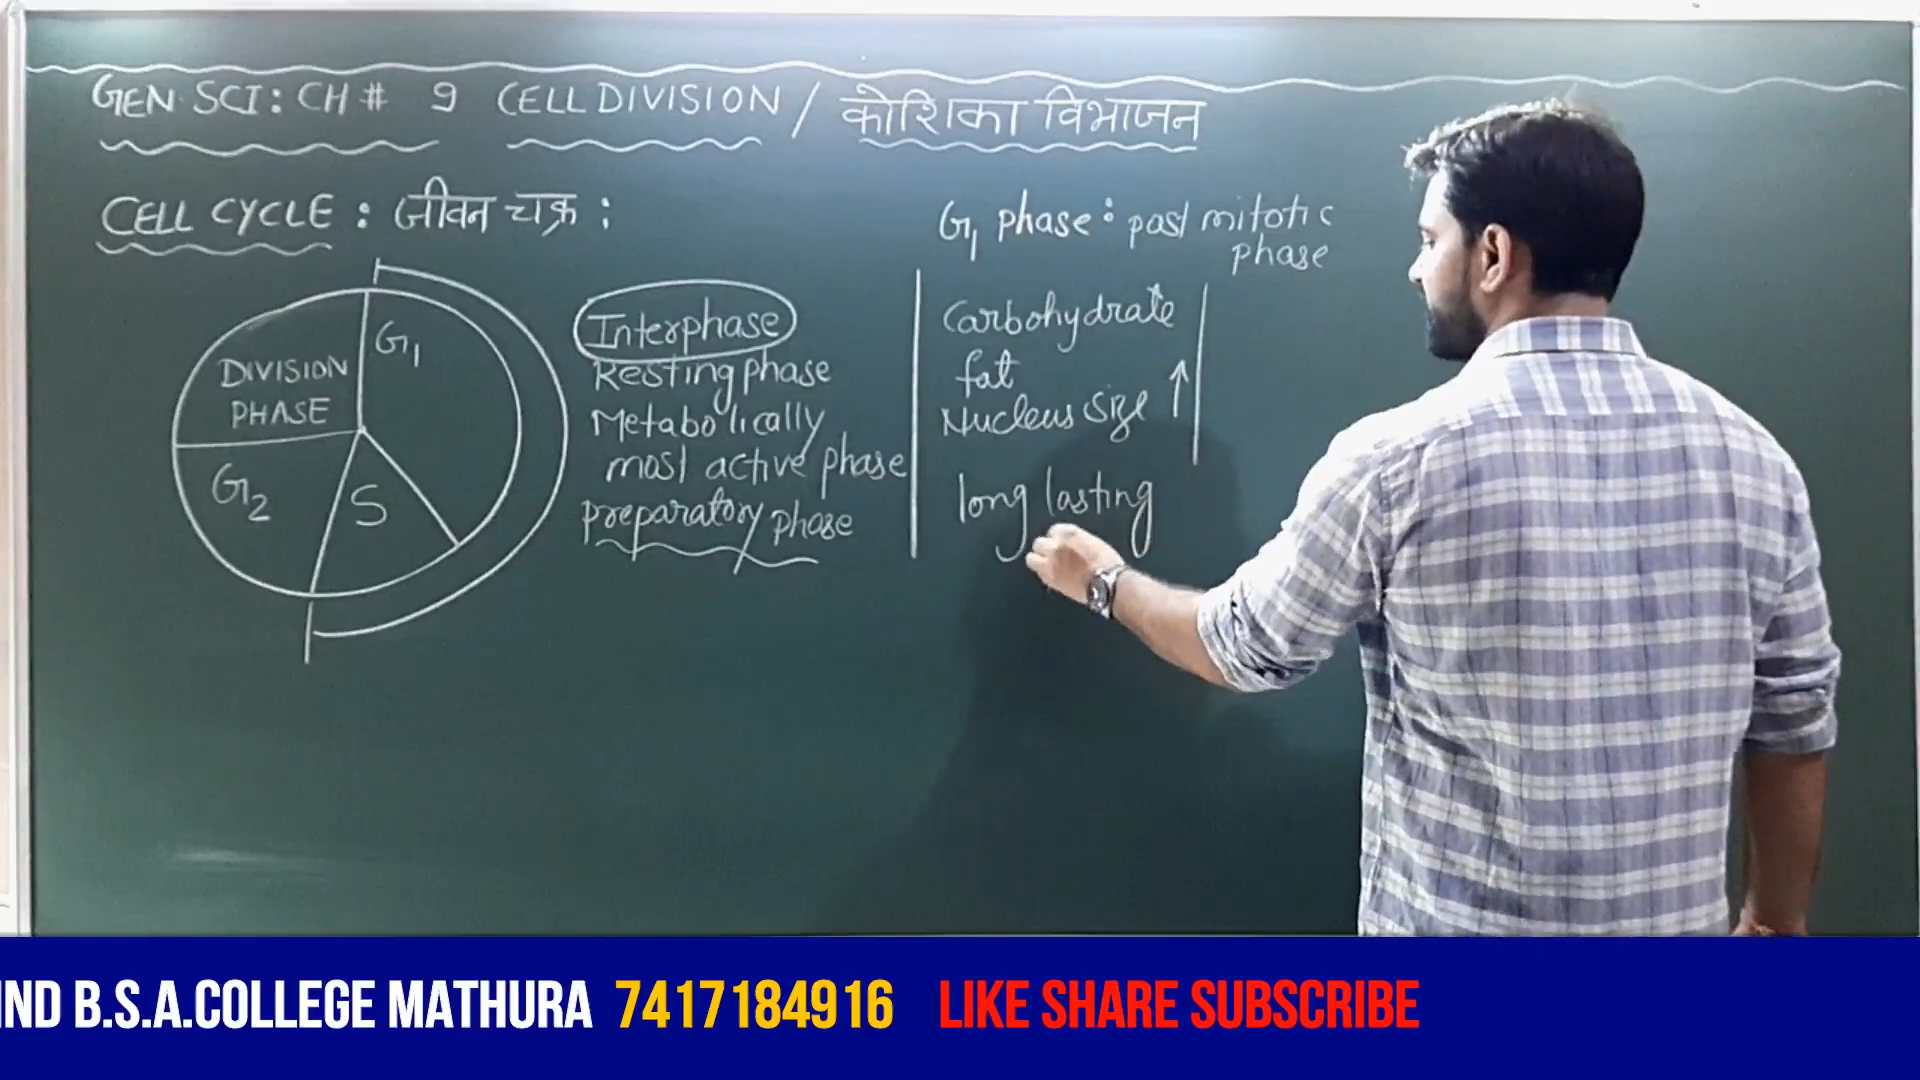 GEN. SCI: CH # 9 CELL DIVISION / कोशिका विभाजन
CELL CYCLE : जीवन चक्र :
DIVISION
PHASE
G1
G2
S
Interphase
Resting phase
Metabolically
most active phase
preparatory phase
G1 phase: post mitotic
phase
Carbohydrate
fat
Nucleus size ↑
long lasting
IND B.S.A.COLLEGE MATHURA 7417184916 LIKE SHARE SUBSCRIBE